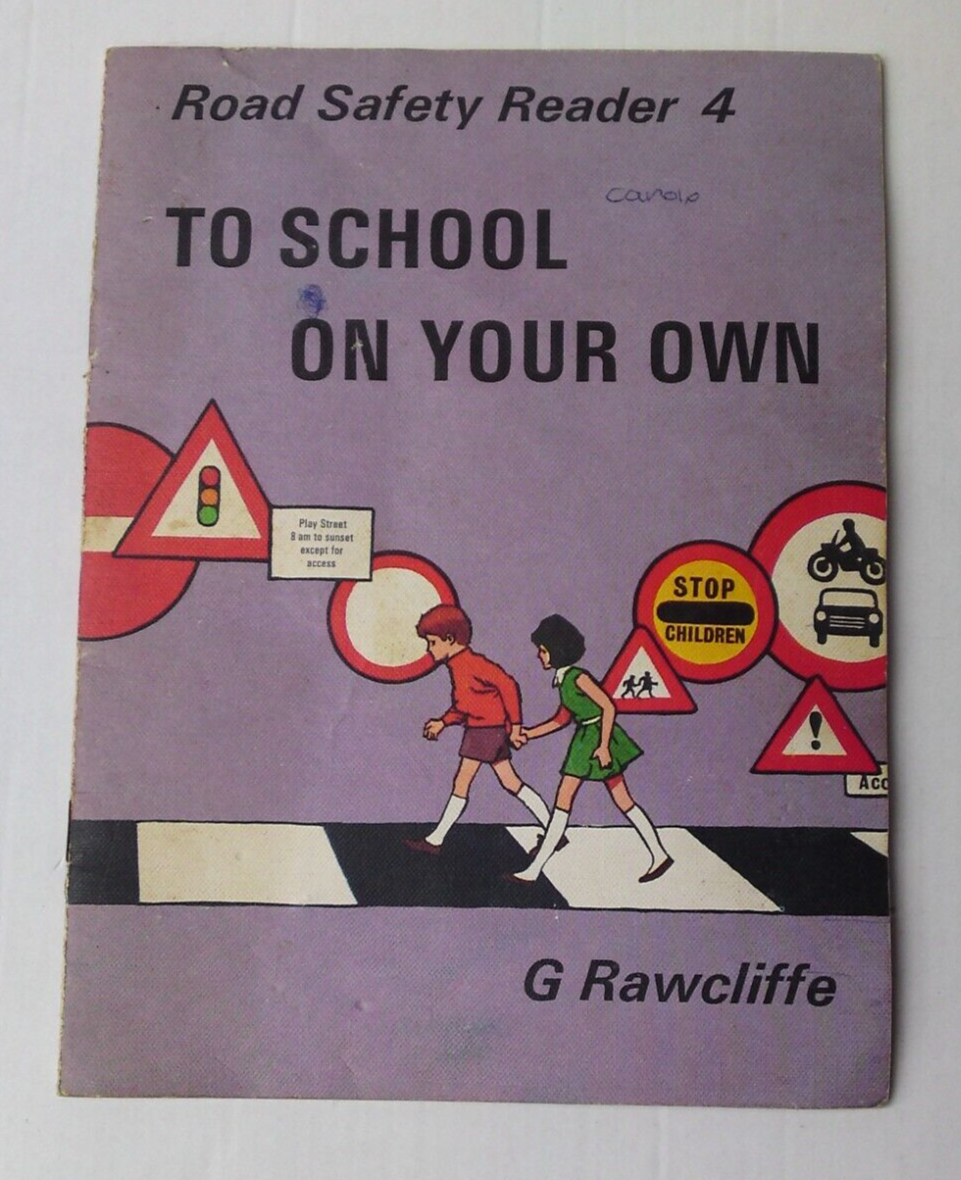 Road Safety Reader 4
TO SCHOOL
ON YOUR OWN
Play Street
8 am to sunset
except for
access
STOP
CHILDREN
Acc
G Rawcliffe